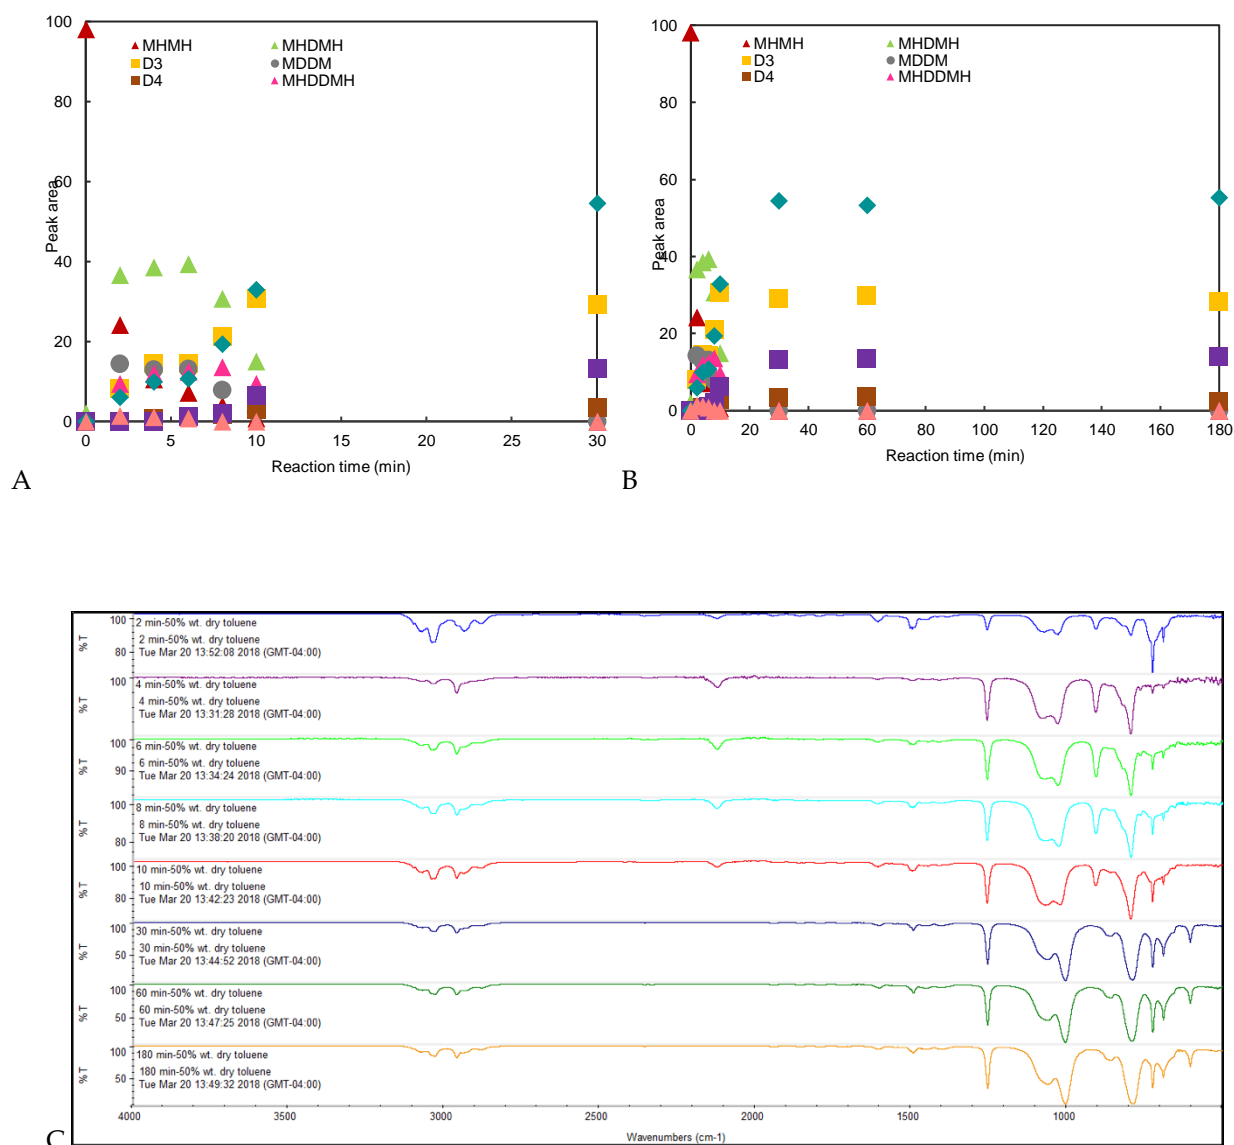 100
80
60
40
20
0
Peak area
MHMH
MHDMH
D3
MDDM
D4
MHDDMH
0
5
10
15
20
25
30
Reaction time (min)
A
100
80
60
40
20
0
Peak area
MHMH
MHDMH
D3
MDDM
D4
MHDDMH
0
20
40
60
80
100
120
140
160
180
Reaction time (min)
B
100
80
%T
2 min-50% wt. dry toluene
2 min-50% wt. dry toluene
Tue Mar 20 13:52:08 2018 (GMT-04:00)
100
%T
4 min-50% wt. dry toluene
4 min-50% wt. dry toluene
Tue Mar 20 13:31:28 2018 (GMT-04:00)
100
90
%T
6 min-50% wt. dry toluene
6 min-50% wt. dry toluene
Tue Mar 20 13:34:24 2018 (GMT-04:00)
100
80
%T
8 min-50% wt. dry toluene
8 min-50% wt. dry toluene
Tue Mar 20 13:38:20 2018 (GMT-04:00)
100
80
%T
10 min-50% wt. dry toluene
10 min-50% wt. dry toluene
Tue Mar 20 13:42:23 2018 (GMT-04:00)
100
50
%T
30 min-50% wt. dry toluene
30 min-50% wt. dry toluene
Tue Mar 20 13:44:52 2018 (GMT-04:00)
100
50
%T
60 min-50% wt. dry toluene
60 min-50% wt. dry toluene
Tue Mar 20 13:47:25 2018 (GMT-04:00)
100
50
%T
180 min-50% wt. dry toluene
180 min-50% wt. dry toluene
Tue Mar 20 13:49:32 2018 (GMT-04:00)
4000
3500
3000
2500
2000
1500
1000
Wavenumbers (cm-1)
C